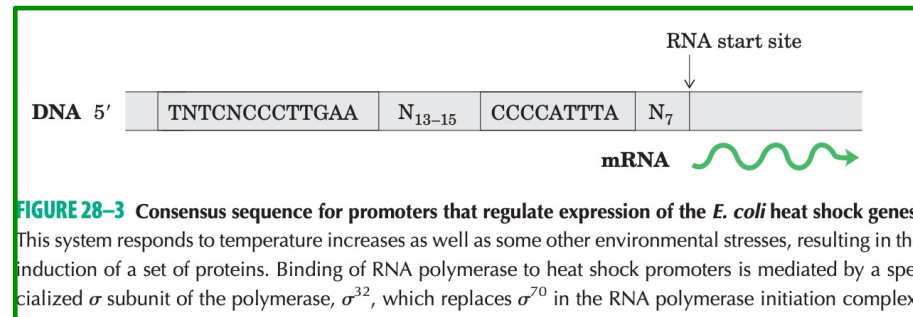 RNA start site
DNA 5′ TNTCNCCCTTGAA N₁₃₋₁₅ CCCCATTTA N₇
mRNA
FIGURE 28–3 Consensus sequence for promoters that regulate expression of the E. coli heat shock genes
This system responds to temperature increases as well as some other environmental stresses, resulting in th
induction of a set of proteins. Binding of RNA polymerase to heat shock promoters is mediated by a spe
cialized σ subunit of the polymerase, σ³², which replaces σ⁷⁰ in the RNA polymerase initiation complex